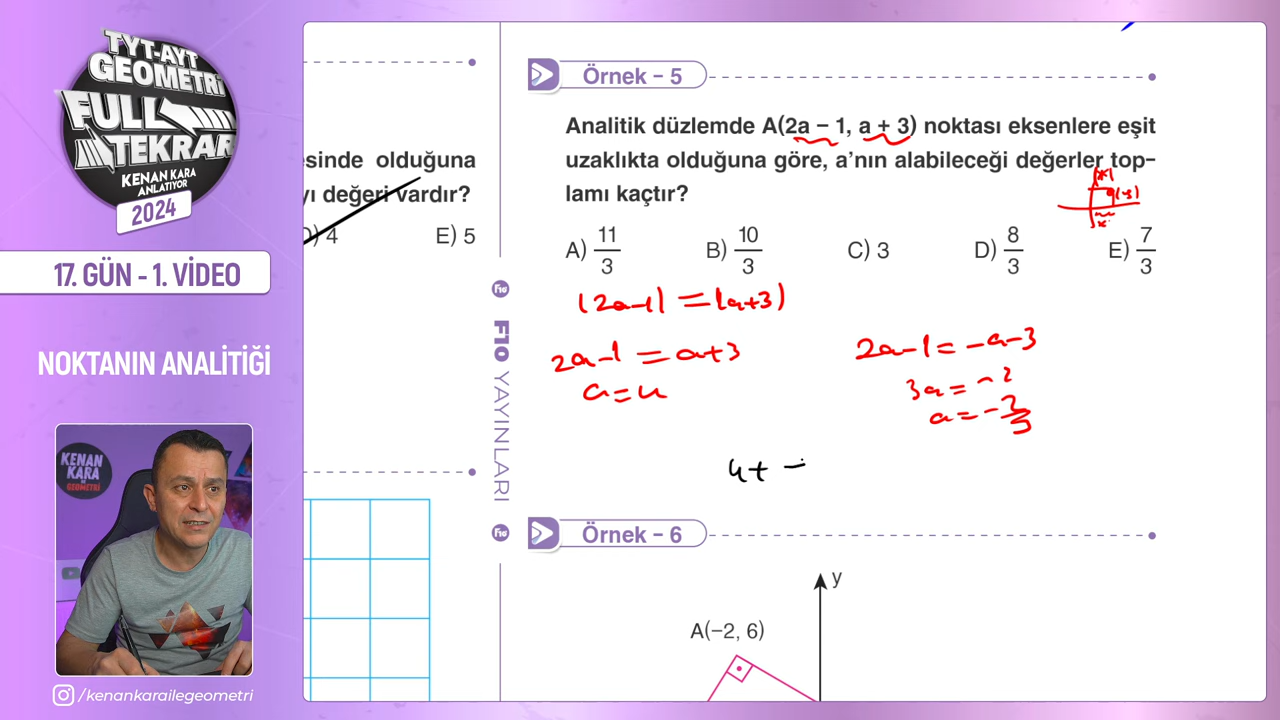 TYT-AYT
GEOMETRİ
FULL
TEKRAR
KENAN KARA
ANLATIYOR
2024
17. GÜN - 1. VİDEO
NOKTANIN ANALİTİĞİ
KENAN
KARA
GEOMETRİ
/kenankarailegeometri
esinde olduğuna
yı değeri vardır?
D) 4 E) 5
F10 YAYINLARI
Örnek – 5
Analitik düzlemde A(2a – 1, a + 3) noktası eksenlere eşit
uzaklıkta olduğuna göre, a'nın alabileceği değerler top-
lamı kaçtır?
A) 11/3 B) 10/3 C) 3 D) 8/3 E) 7/3
|2a-1| = |a+3|
2a-1 = a+3
a=4
2a-1 = -a-3
3a = -2
a = -2/3
4+ -
Örnek – 6
y
A(–2, 6)